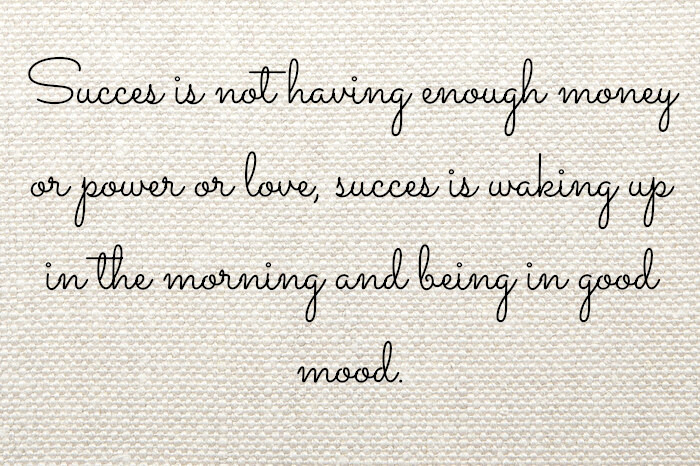 Succes is not having enough money
or power or love, succes is waking up
in the morning and being in good
mood.